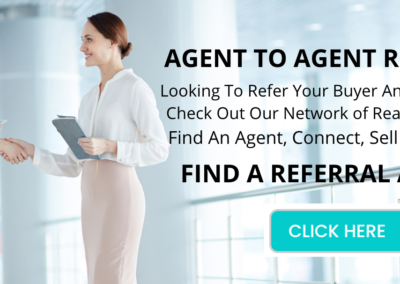 AGENT TO AGENT R
Looking To Refer Your Buyer An
Check Out Our Network of Rea
Find An Agent, Connect, Sell
FIND A REFERRAL A
CLICK HERE